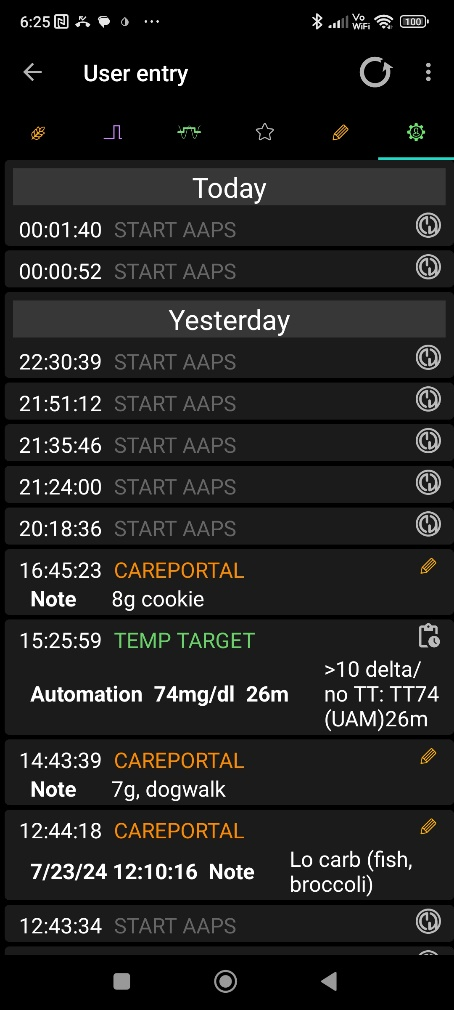 6:25
Vo
WiFi
100
User entry
Today
00:01:40 START AAPS
00:00:52 START AAPS
Yesterday
22:30:39 START AAPS
21:51:12 START AAPS
21:35:46 START AAPS
21:24:00 START AAPS
20:18:36 START AAPS
16:45:23 CAREPORTAL
Note 8g cookie
15:25:59 TEMP TARGET
Automation 74mg/dl 26m
>10 delta/
no TT: TT74
(UAM)26m
14:43:39 CAREPORTAL
Note 7g, dogwalk
12:44:18 CAREPORTAL
7/23/24 12:10:16 Note
Lo carb (fish,
broccoli)
12:43:34 START AAPS